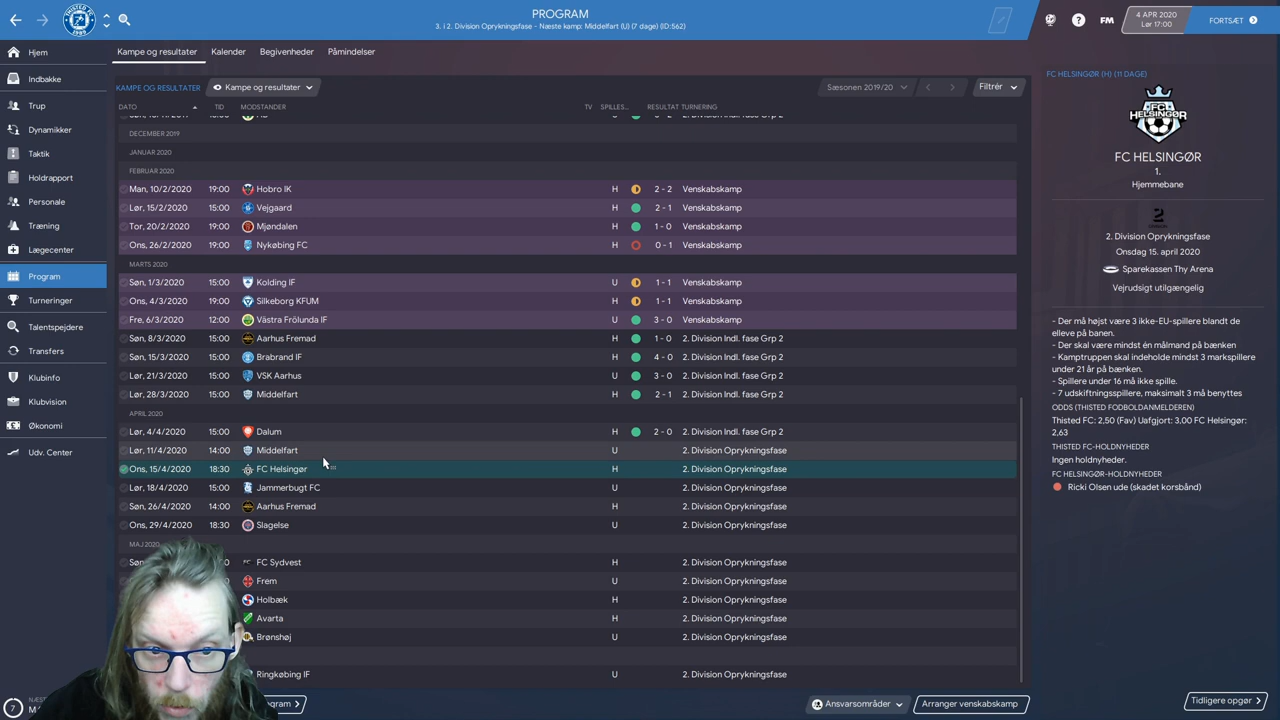 PROGRAM
3. i 2. Division Oprykningsfase - Næste kamp: Middelfart (U) (7 dage) (ID:562)
FM
4 APR 2020
Lør 17:00
FORTSÆT
Hjem
Indbakke
Trup
Dynamikker
Taktik
Holdrapport
Personale
Træning
Lægecenter
Program
Turneringer
Talentspejdere
Transfers
Klubinfo
Klubvision
Økonomi
Udv. Center
Kampe og resultater Kalender Begivenheder Påmindelser
KAMPE OG RESULTATER Kampe og resultater Sæsonen 2019/20 Filtrér
DATO TID MODSTANDER TV SPILLES... RESULTAT TURNERING
DECEMBER 2019
JANUAR 2020
FEBRUAR 2020
Man, 10/2/2020 19:00 Hobro IK H 2 - 2 Venskabskamp
Lør, 15/2/2020 15:00 Vejgaard H 2 - 1 Venskabskamp
Tor, 20/2/2020 19:00 Mjøndalen H 1 - 0 Venskabskamp
Ons, 26/2/2020 19:00 Nykøbing FC H 0 - 1 Venskabskamp
MARTS 2020
Søn, 1/3/2020 15:00 Kolding IF U 1 - 1 Venskabskamp
Ons, 4/3/2020 19:00 Silkeborg KFUM H 1 - 1 Venskabskamp
Fre, 6/3/2020 12:00 Västra Frölunda IF U 3 - 0 Venskabskamp
Søn, 8/3/2020 15:00 Aarhus Fremad H 1 - 0 2. Division Indl. fase Grp 2
Søn, 15/3/2020 15:00 Brabrand IF H 4 - 0 2. Division Indl. fase Grp 2
Lør, 21/3/2020 15:00 VSK Aarhus H 3 - 0 2. Division Indl. fase Grp 2
Lør, 28/3/2020 15:00 Middelfart H 2 - 1 2. Division Indl. fase Grp 2
APRIL 2020
Lør, 4/4/2020 15:00 Dalum H 2 - 0 2. Division Indl. fase Grp 2
Lør, 11/4/2020 14:00 Middelfart U 2. Division Oprykningsfase
Ons, 15/4/2020 18:30 FC Helsingør H 2. Division Oprykningsfase
Lør, 18/4/2020 15:00 Jammerbugt FC U 2. Division Oprykningsfase
Søn, 26/4/2020 14:00 Aarhus Fremad H 2. Division Oprykningsfase
Ons, 29/4/2020 18:30 Slagelse U 2. Division Oprykningsfase
MAJ 2020
FC Sydvest H 2. Division Oprykningsfase
Frem U 2. Division Oprykningsfase
Holbæk H 2. Division Oprykningsfase
Avarta H 2. Division Oprykningsfase
Brønshøj U 2. Division Oprykningsfase
Ringkøbing IF U 2. Division Oprykningsfase
Ansvarsområder Arranger venskabskamp
FC HELSINGØR (H) (11 DAGE)
FC HELSINGØR
1.
Hjemmebane
2. Division Oprykningsfase
Onsdag 15. april 2020
Sparekassen Thy Arena
Vejrudsigt utilgængelig
- Der må højst være 3 ikke-EU-spillere blandt de
elleve på banen.
- Der skal være mindst én målmand på bænken
- Kamptruppen skal indeholde mindst 3 markspillere
under 21 år på bænken.
- Spillere under 16 må ikke spille.
- 7 udskiftningsspillere, maksimalt 3 må benyttes
ODDS (THISTED FODBOLDANMELDEREN)
Thisted FC: 2,50 (Fav) Uafgjort: 3,00 FC Helsingør:
2,63
THISTED FC-HOLDNYHEDER
Ingen holdnyheder.
FC HELSINGØR-HOLDNYHEDER
Ricki Olsen ude (skadet korsbånd)
Tidligere opgør